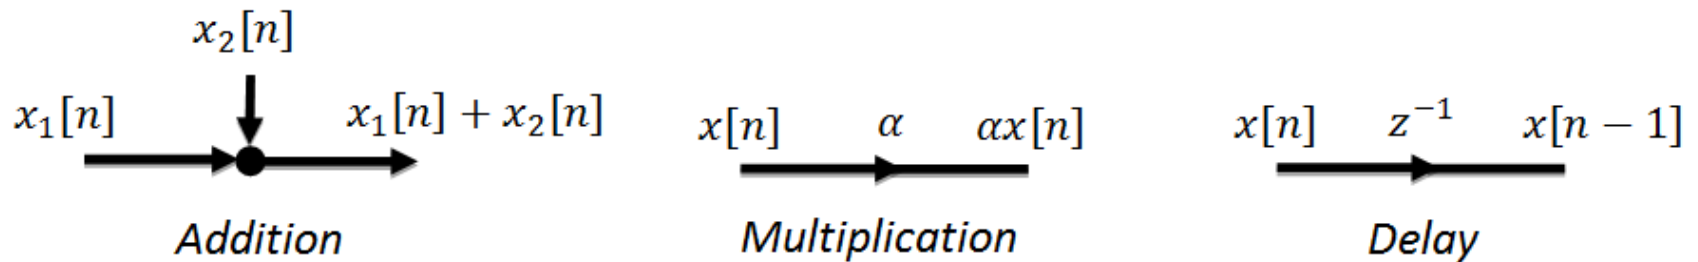 x₂[n]
x₁[n] x₁[n] + x₂[n] x[n] α αx[n] x[n] z⁻¹ x[n − 1]
Addition Multiplication Delay